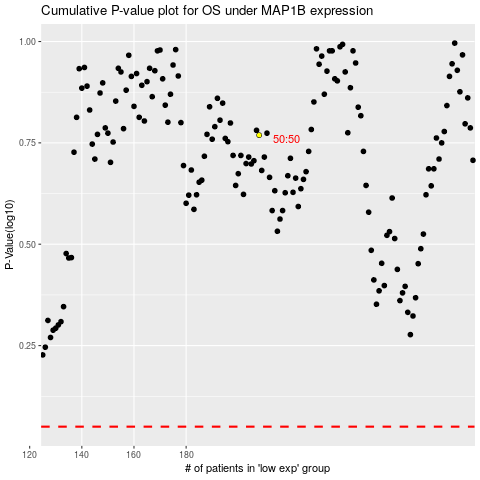 Cumulative P-value plot for OS under MAP1B expression
P-Value(log10)
1.00
0.75
0.50
0.25
50:50
120 140 160 180
# of patients in 'low exp' group